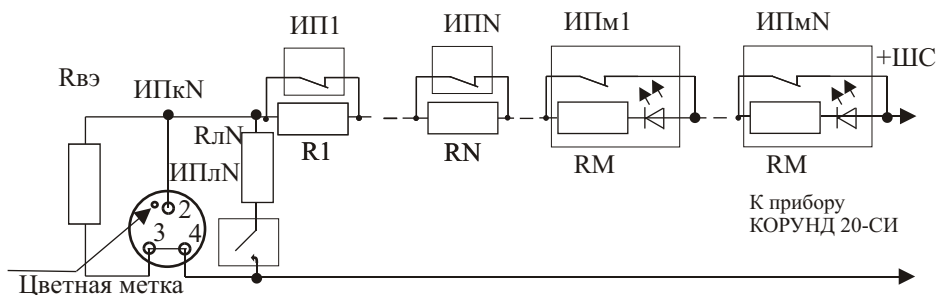 ИП1
ИПN
ИПм1
ИПмN
+ШС
Rвэ
ИПкN
RлN
ИПлN
R1
RN
RM
RM
2
3
4
К прибору
КОРУНД 20-СИ
Цветная метка